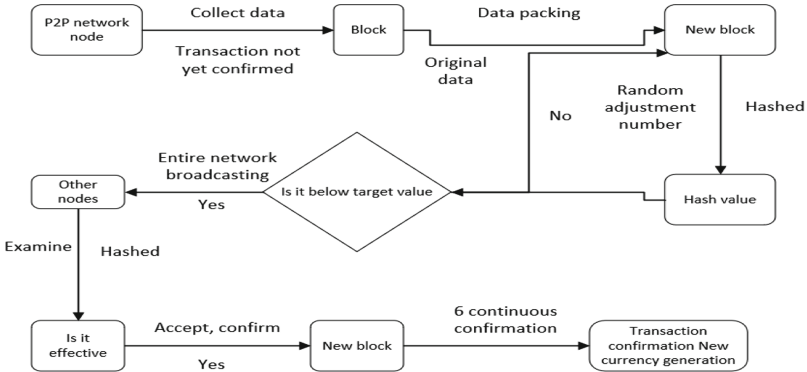 P2P network
node
Collect data
Transaction not
yet confirmed
Block
Data packing
Original
data
New block
No
Random
adjustment
number
Hashed
Entire network
broadcasting
Yes
Is it below target value
Hash value
Other
nodes
Examine
Hashed
Is it
effective
Accept, confirm
Yes
New block
6 continuous
confirmation
Transaction
confirmation New
currency generation